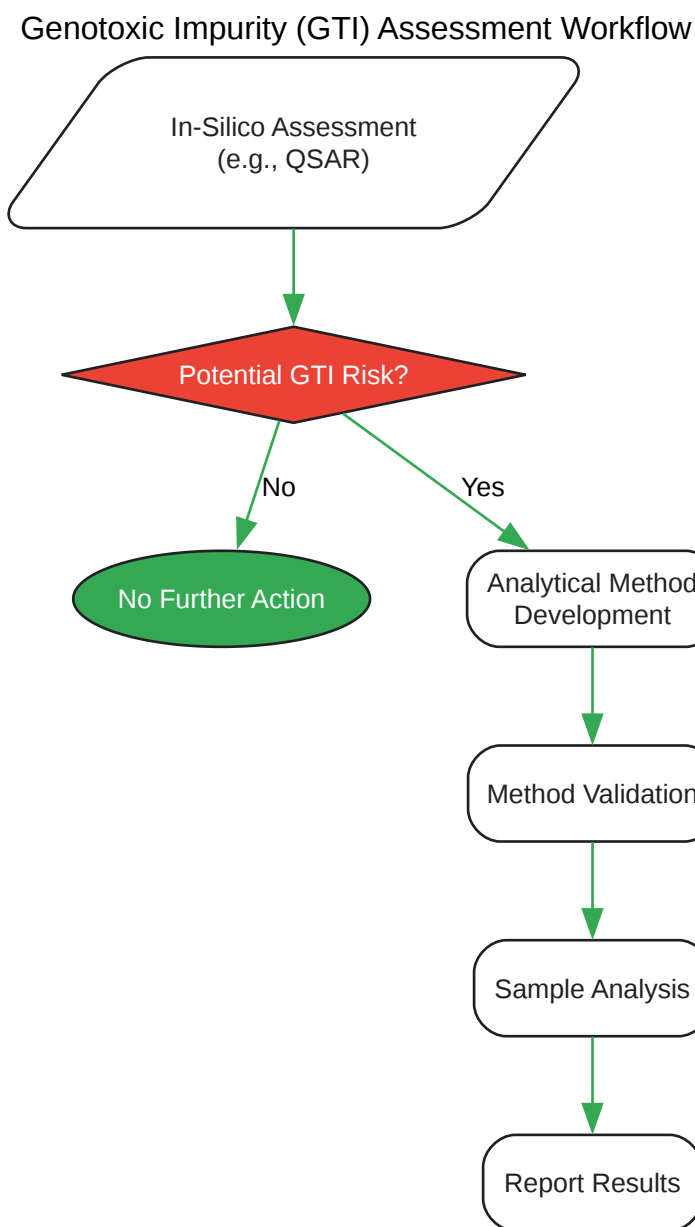 Genotoxic Impurity (GTI) Assessment Workflow
In-Silico Assessment
(e.g., QSAR)
Potential GTI Risk?
No
Yes
No Further Action
Analytical Method
Development
Method Validation
Sample Analysis
Report Results